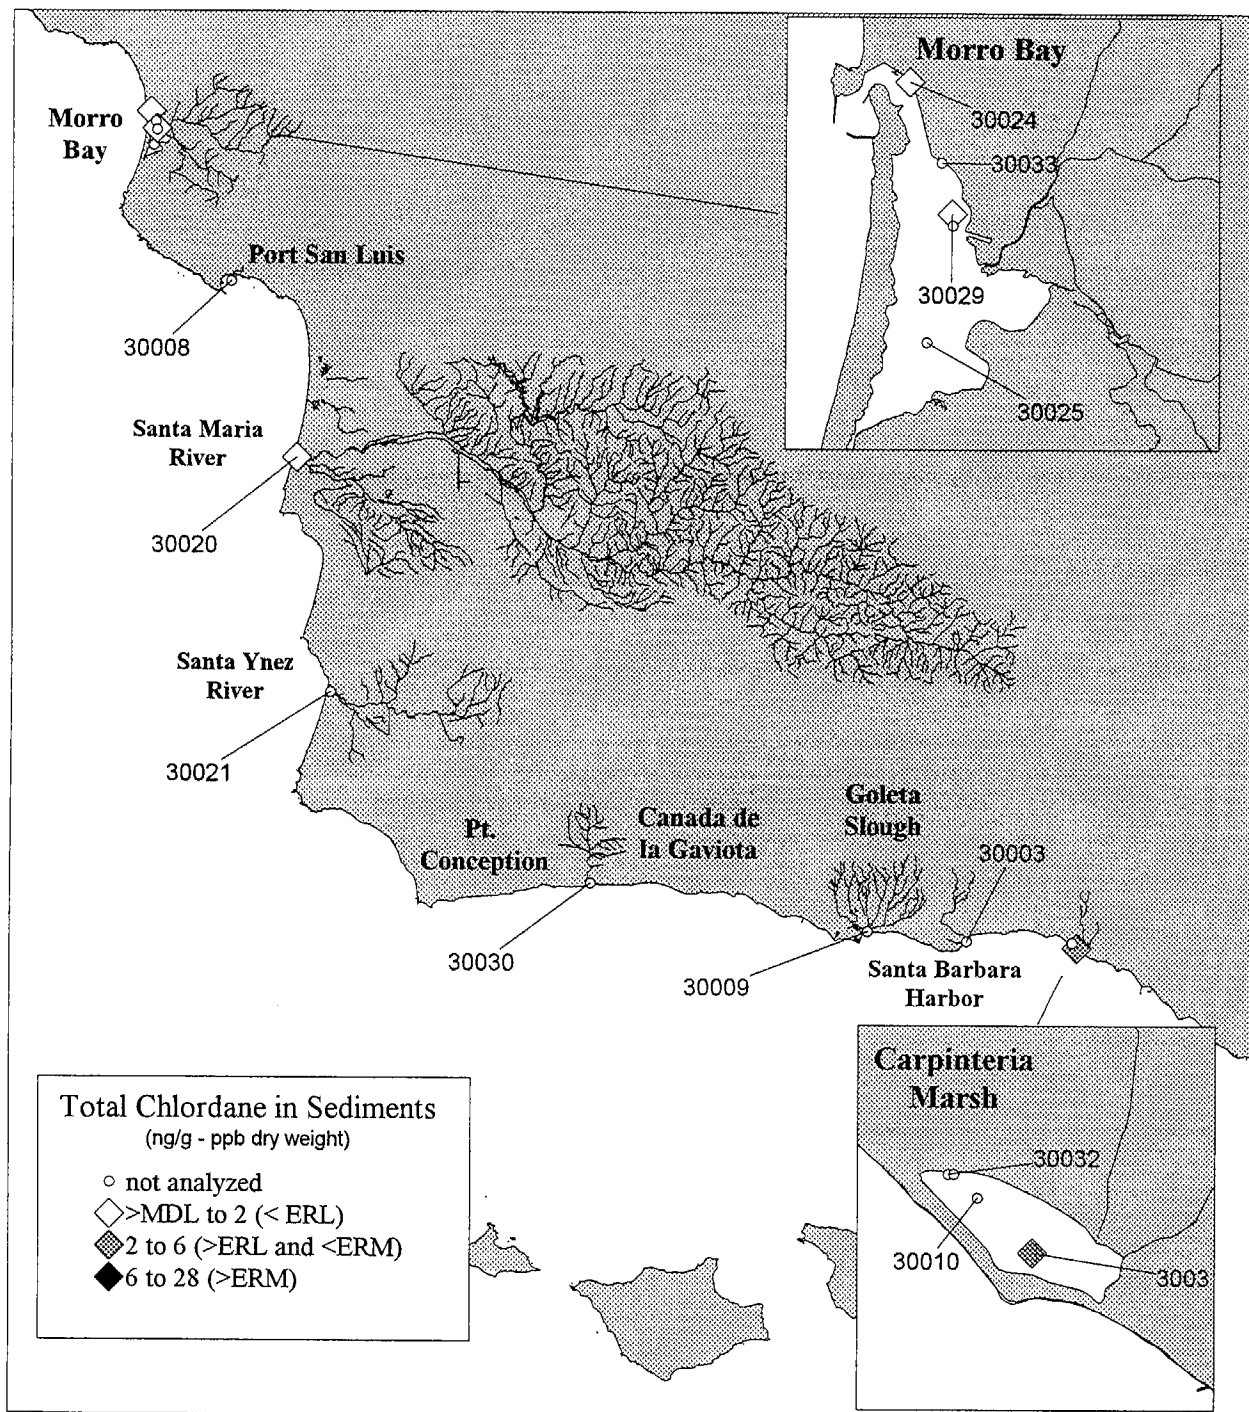 Morro Bay
30024
30033
30029
30025
Morro
Bay
Port San Luis
30008
Santa Maria
River
30020
Santa Ynez
River
30021
Pt.
Conception
Canada de
la Gaviota
Goleta
Slough
30003
30030
30009
Santa Barbara
Harbor
Carpinteria
Marsh
30032
30010
3003
Total Chlordane in Sediments
(ng/g - ppb dry weight)
not analyzed
>MDL to 2 (< ERL)
2 to 6 (>ERL and <ERM)
6 to 28 (>ERM)